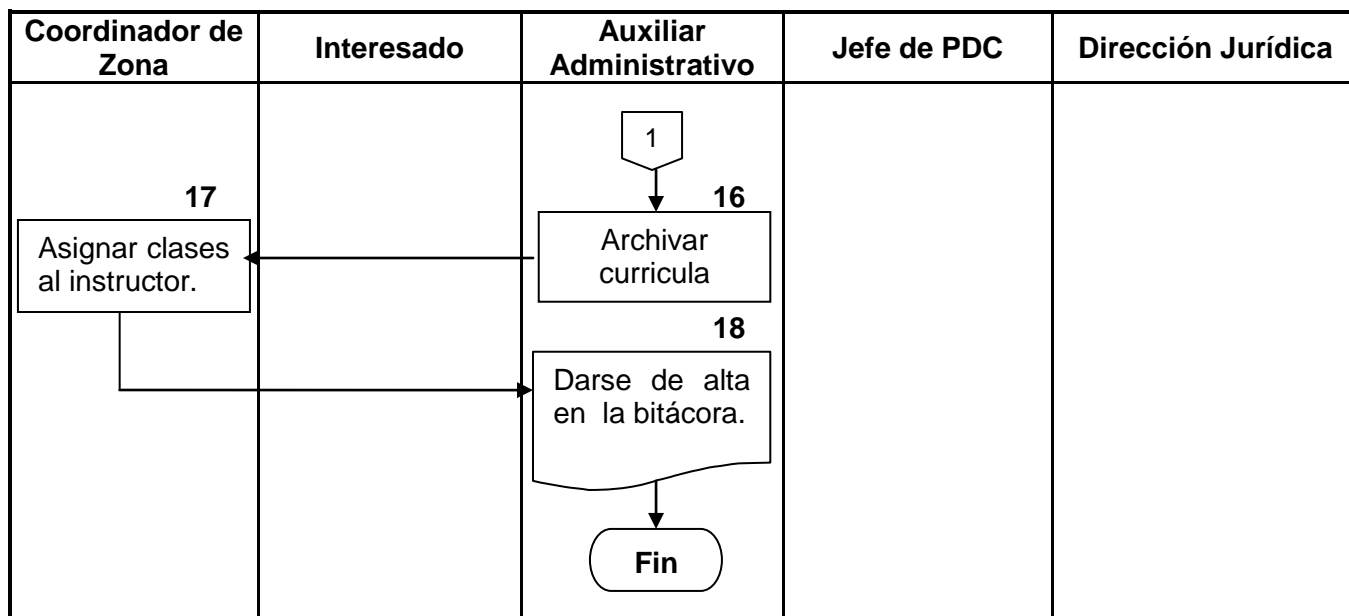 Coordinador de
Zona
Interesado
Auxiliar
Administrativo
Jefe de PDC
Dirección Jurídica
1
17
16
Asignar clases
al instructor.
Archivar
curricula
18
Darse de alta
en la bitácora.
Fin